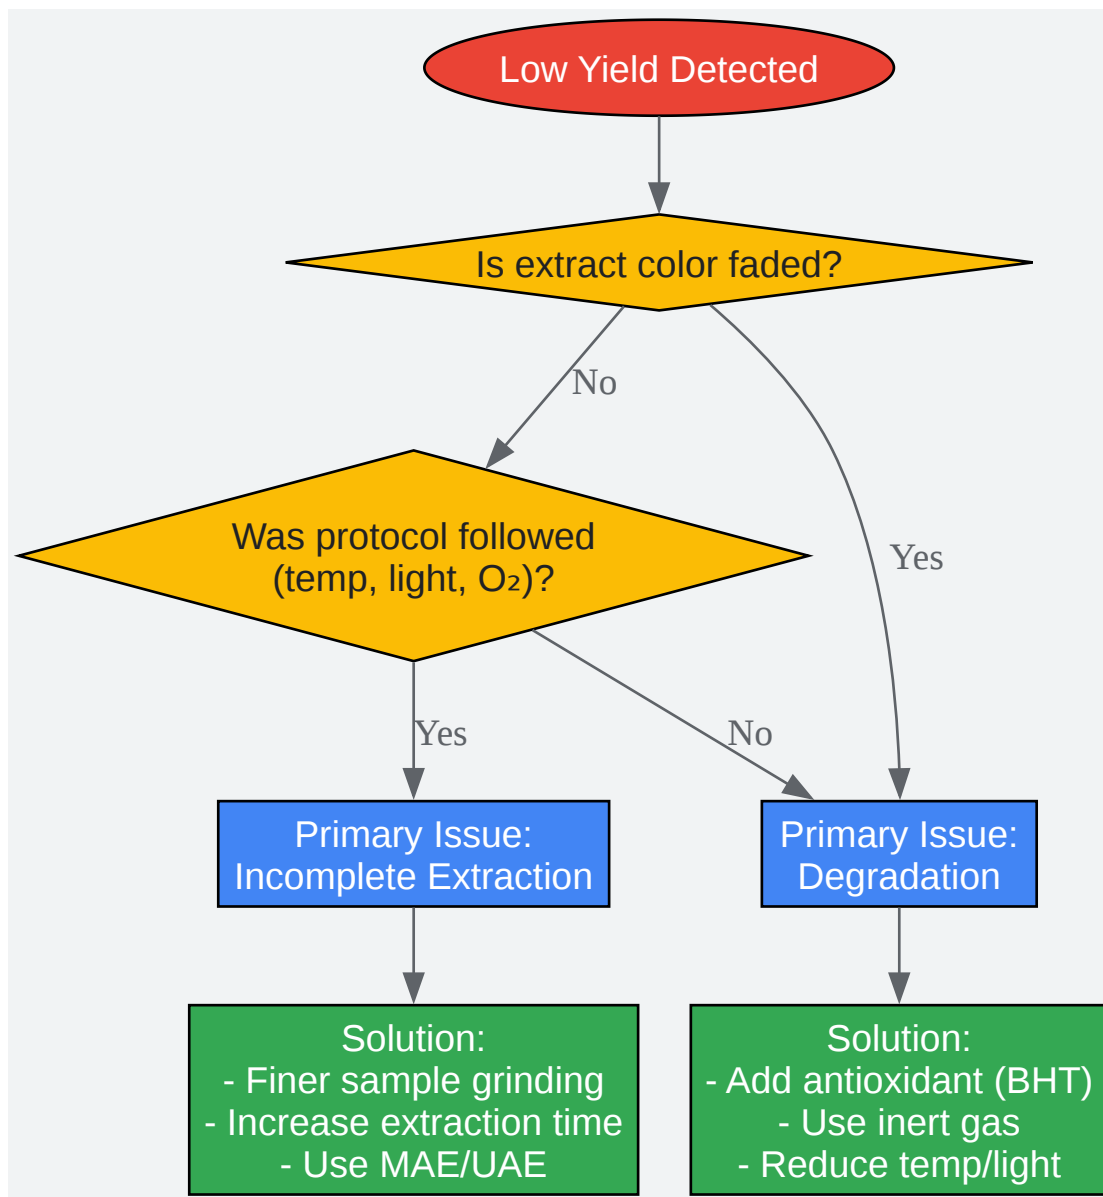 Low Yield Detected
Is extract color faded?
No
Was protocol followed
(temp, light, O₂)?
Yes
Yes
No
Primary Issue:
Incomplete Extraction
Primary Issue:
Degradation
Solution:
- Finer sample grinding
- Increase extraction time
- Use MAE/UAE
Solution:
- Add antioxidant (BHT)
- Use inert gas
- Reduce temp/light